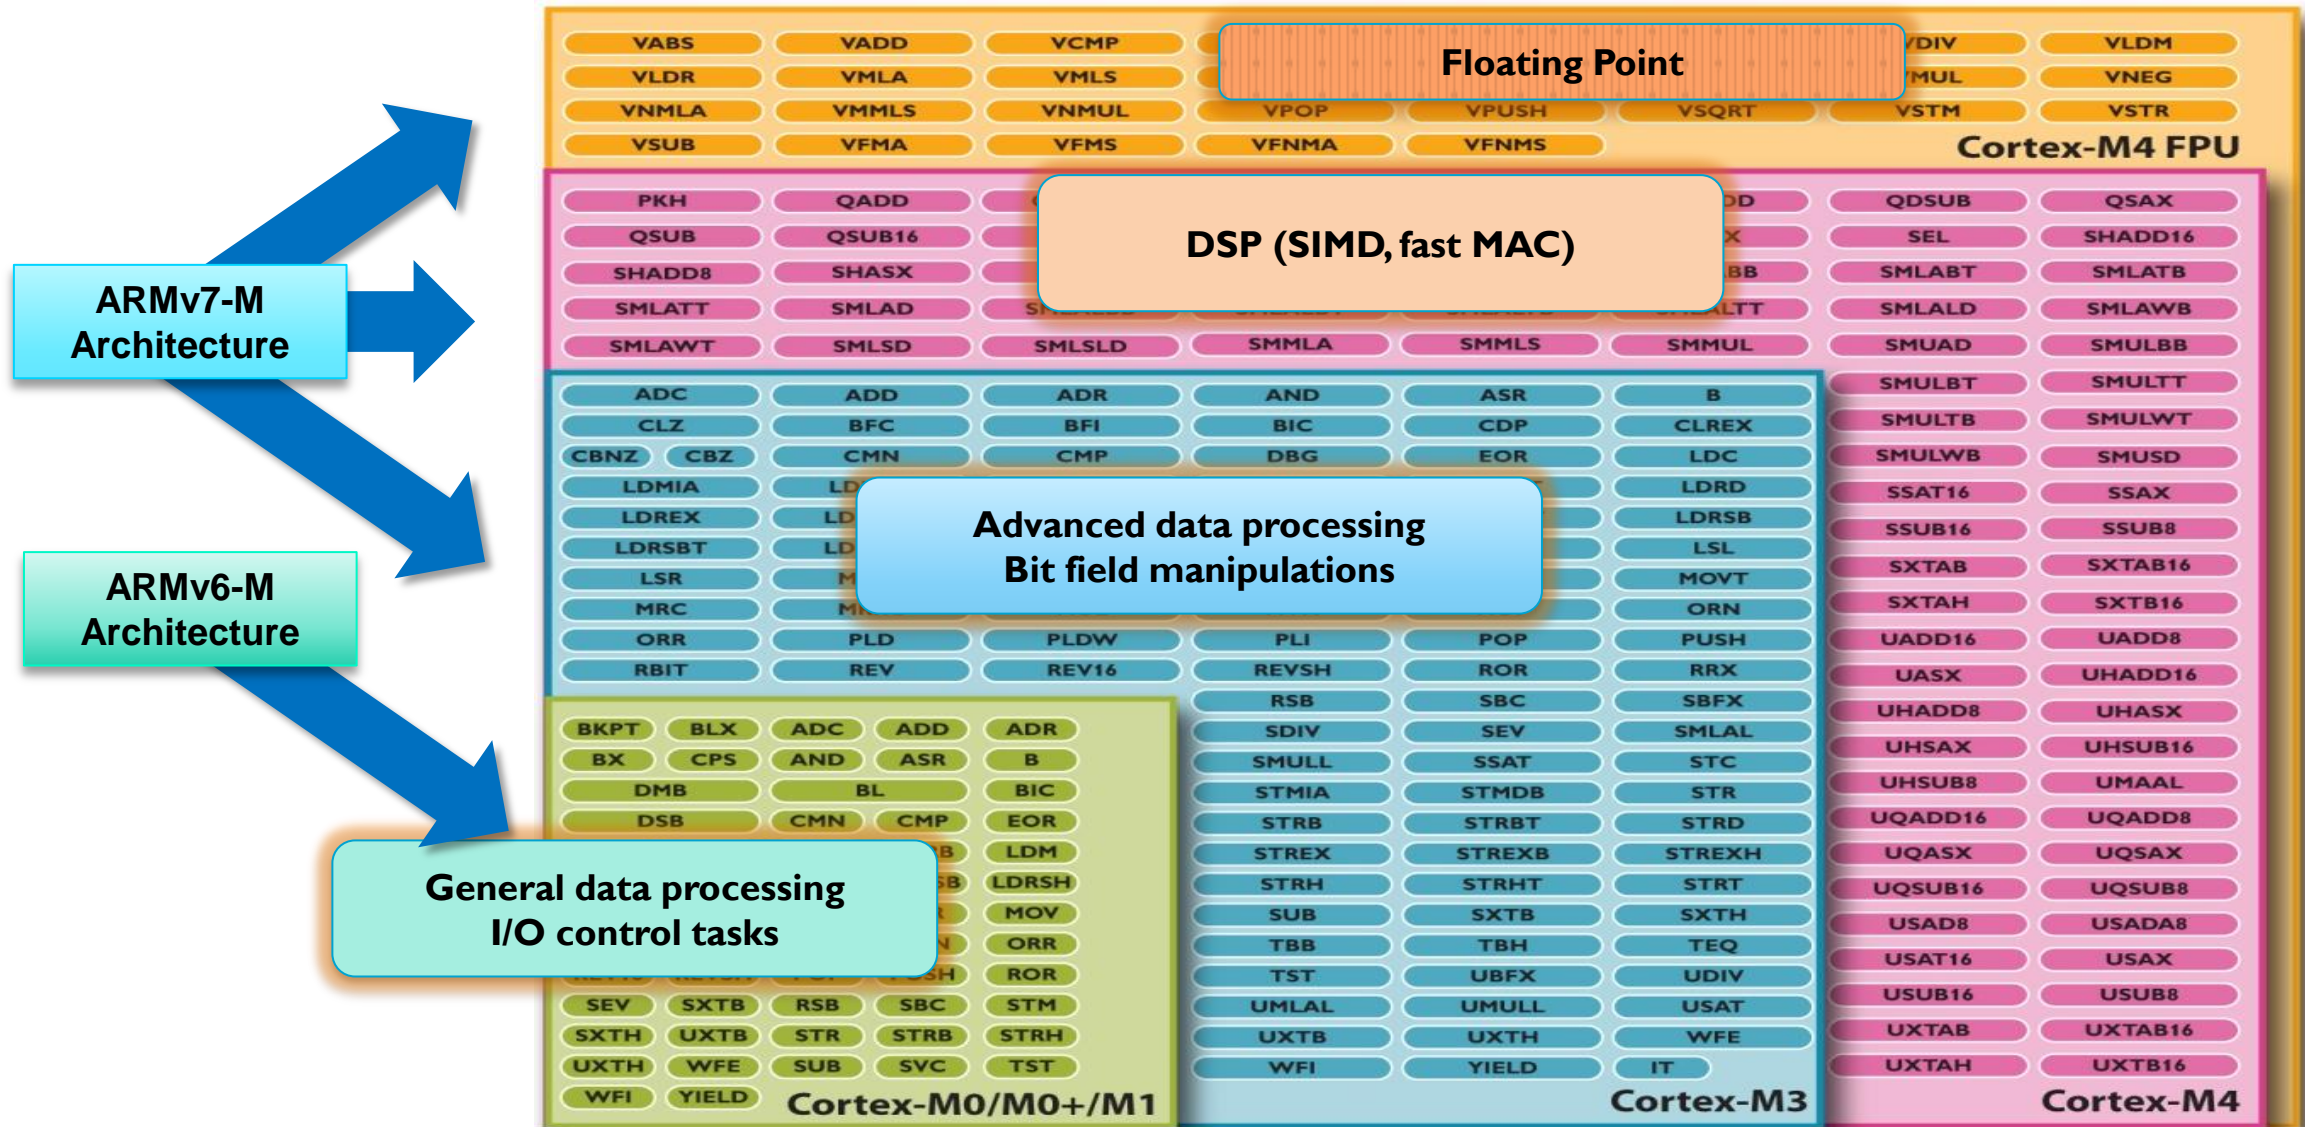 VABS VADD VCMP VDIV VLDM
Floating Point
VLDR VMLA VMLS VMUL VNEG
VNMLA VMMLS VNMUL VPOP VPUSH VSQRT VSTM VSTR
VSUB VFMA VFMS VFNMA VFNMS
Cortex-M4 FPU
PKH QADD QDSUB QSAX
QSUB QSUB16 SEL SHADD16
DSP (SIMD, fast MAC)
SHADD8 SHASX SMLABT SMLATB
SMLATT SMLAD SMLALD SMLAWB
SMLAWT SMLSD SMLSLD SMMLA SMMLS SMMUL SMUAD SMULBB
ARMv7-M
Architecture
ADC ADD ADR AND ASR B SMULBT SMULTT
CLZ BFC BFI BIC CDP CLREX SMULTB SMULWT
CBNZ CBZ CMN CMP DBG EOR LDC SMULWB SMUSD
LDMIA LDRD SSAT16 SSAX
LDREX LDRSB SSUB16 SSUB8
LDRSBT LSL SXTAB SXTAB16
Advanced data processing
Bit field manipulations
LSR MOVT SXTAH SXTB16
MRC ORN
ORR PLD PLDW PLI POP PUSH UADD16 UADD8
RBIT REV REV16 REVSH ROR RRX UASX UHADD16
ARMv6-M
Architecture
RSB SBC SBFX UHADD8 UHASX
BKPT BLX ADC ADD ADR SDIV SEV SMLAL UHSAX UHSUB16
BX CPS AND ASR B SMULL SSAT STC UHSUB8 UMAAL
DMB BL BIC STMIA STMDB STR UQADD16 UQADD8
DSB CMN CMP EOR STRB STRBT STRD
LDM STREX STREXB STREXH UQASX UQSAX
LDRSH STRH STRHT STRT UQSUB16 UQSUB8
General data processing
I/O control tasks
MOV SUB SXTB SXTH USAD8 USADA8
ORR TBB TBH TEQ USAT16 USAX
ROR TST UBFX UDIV USUB16 USUB8
SEV SXTB RSB SBC STM UMLAL UMULL USAT
SXTH UXTB STR STRB STRH UXTB UXTH WFE UXTAB UXTAB16
UXTH WFE SUB SVC TST WFI YIELD IT UXTAH UXTB16
WFI YIELD
Cortex-M0/M0+/M1
Cortex-M3
Cortex-M4